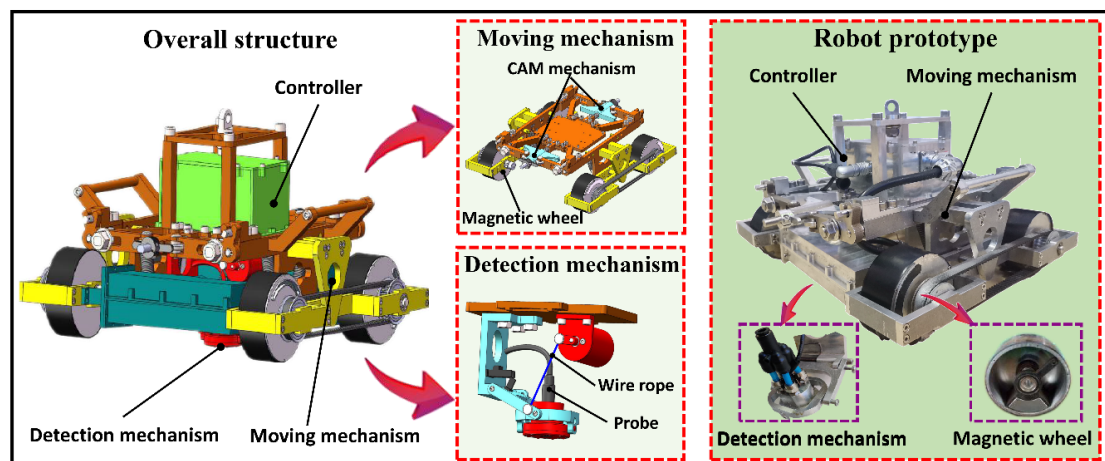 Overall structure
Controller
Detection mechanism
Moving mechanism
Moving mechanism
CAM mechanism
Magnetic wheel
Detection mechanism
Wire rope
Probe
Robot prototype
Controller
Moving mechanism
Detection mechanism
Magnetic wheel